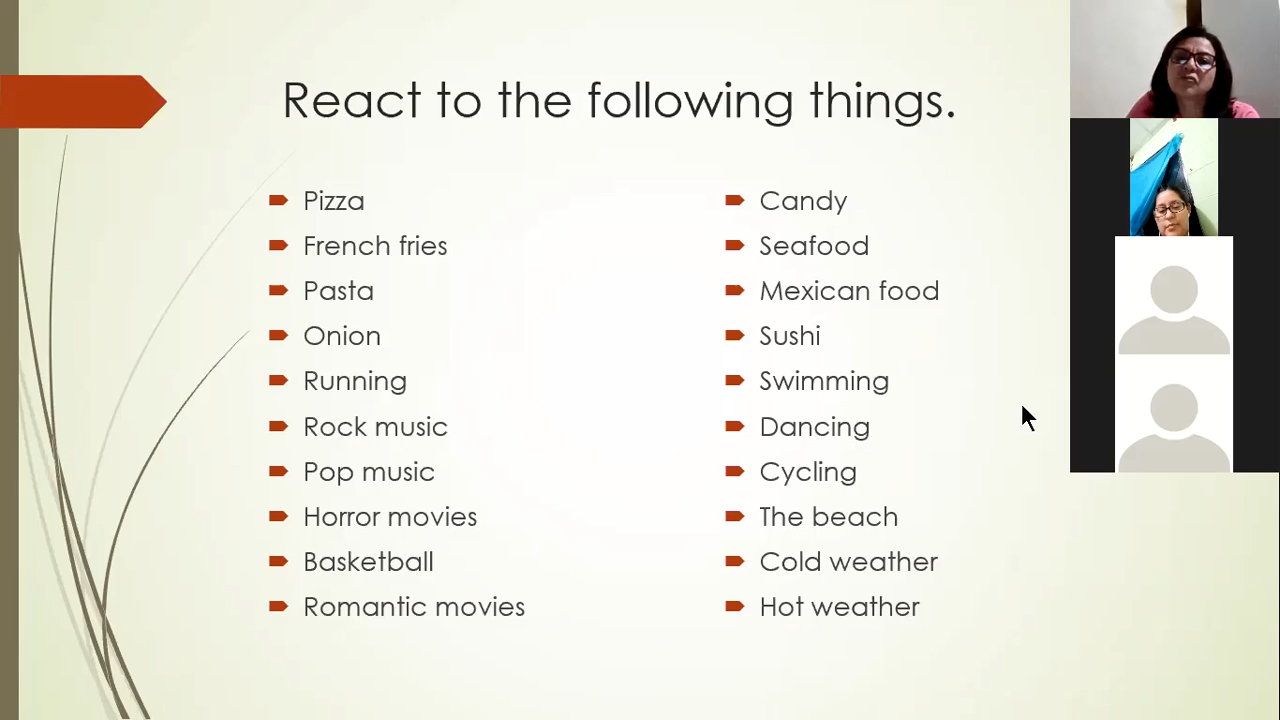 React to the following things.
Pizza
French fries
Pasta
Onion
Running
Rock music
Pop music
Horror movies
Basketball
Romantic movies
Candy
Seafood
Mexican food
Sushi
Swimming
Dancing
Cycling
The beach
Cold weather
Hot weather